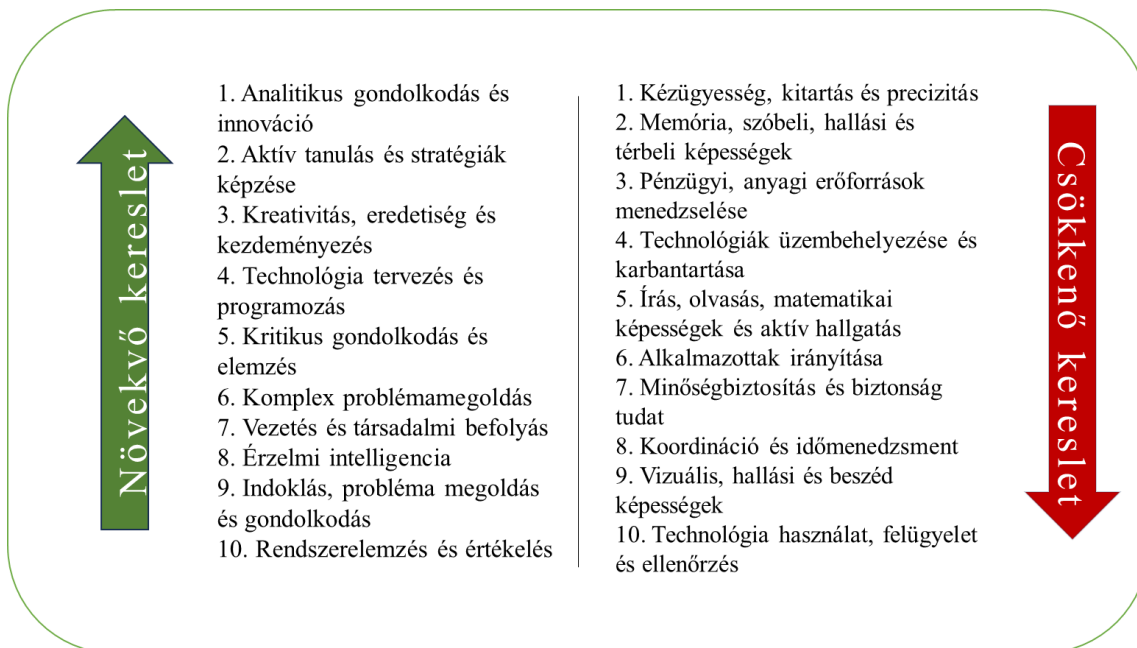 Növekvő kereslet
1. Analitikus gondolkodás és
innováció
2. Aktív tanulás és stratégiák
képzése
3. Kreativitás, eredetiség és
kezdeményezés
4. Technológia tervezés és
programozás
5. Kritikus gondolkodás és
elemzés
6. Komplex problémamegoldás
7. Vezetés és társadalmi befolyás
8. Érzelmi intelligencia
9. Indoklás, probléma megoldás
és gondolkodás
10. Rendszerelemzés és értékelés
1. Kézügyesség, kitartás és precizitás
2. Memória, szóbeli, hallási és
térbeli képességek
3. Pénzügyi, anyagi erőforrások
menedzselése
4. Technológiák üzembehelyezése és
karbantartása
5. Írás, olvasás, matematikai
képességek és aktív hallgatás
6. Alkalmazottak irányítása
7. Minőségbiztosítás és biztonság
tudat
8. Koordináció és időmenedzsment
9. Vizuális, hallási és beszéd
képességek
10. Technológia használat, felügyelet
és ellenőrzés
Csökkenő kereslet